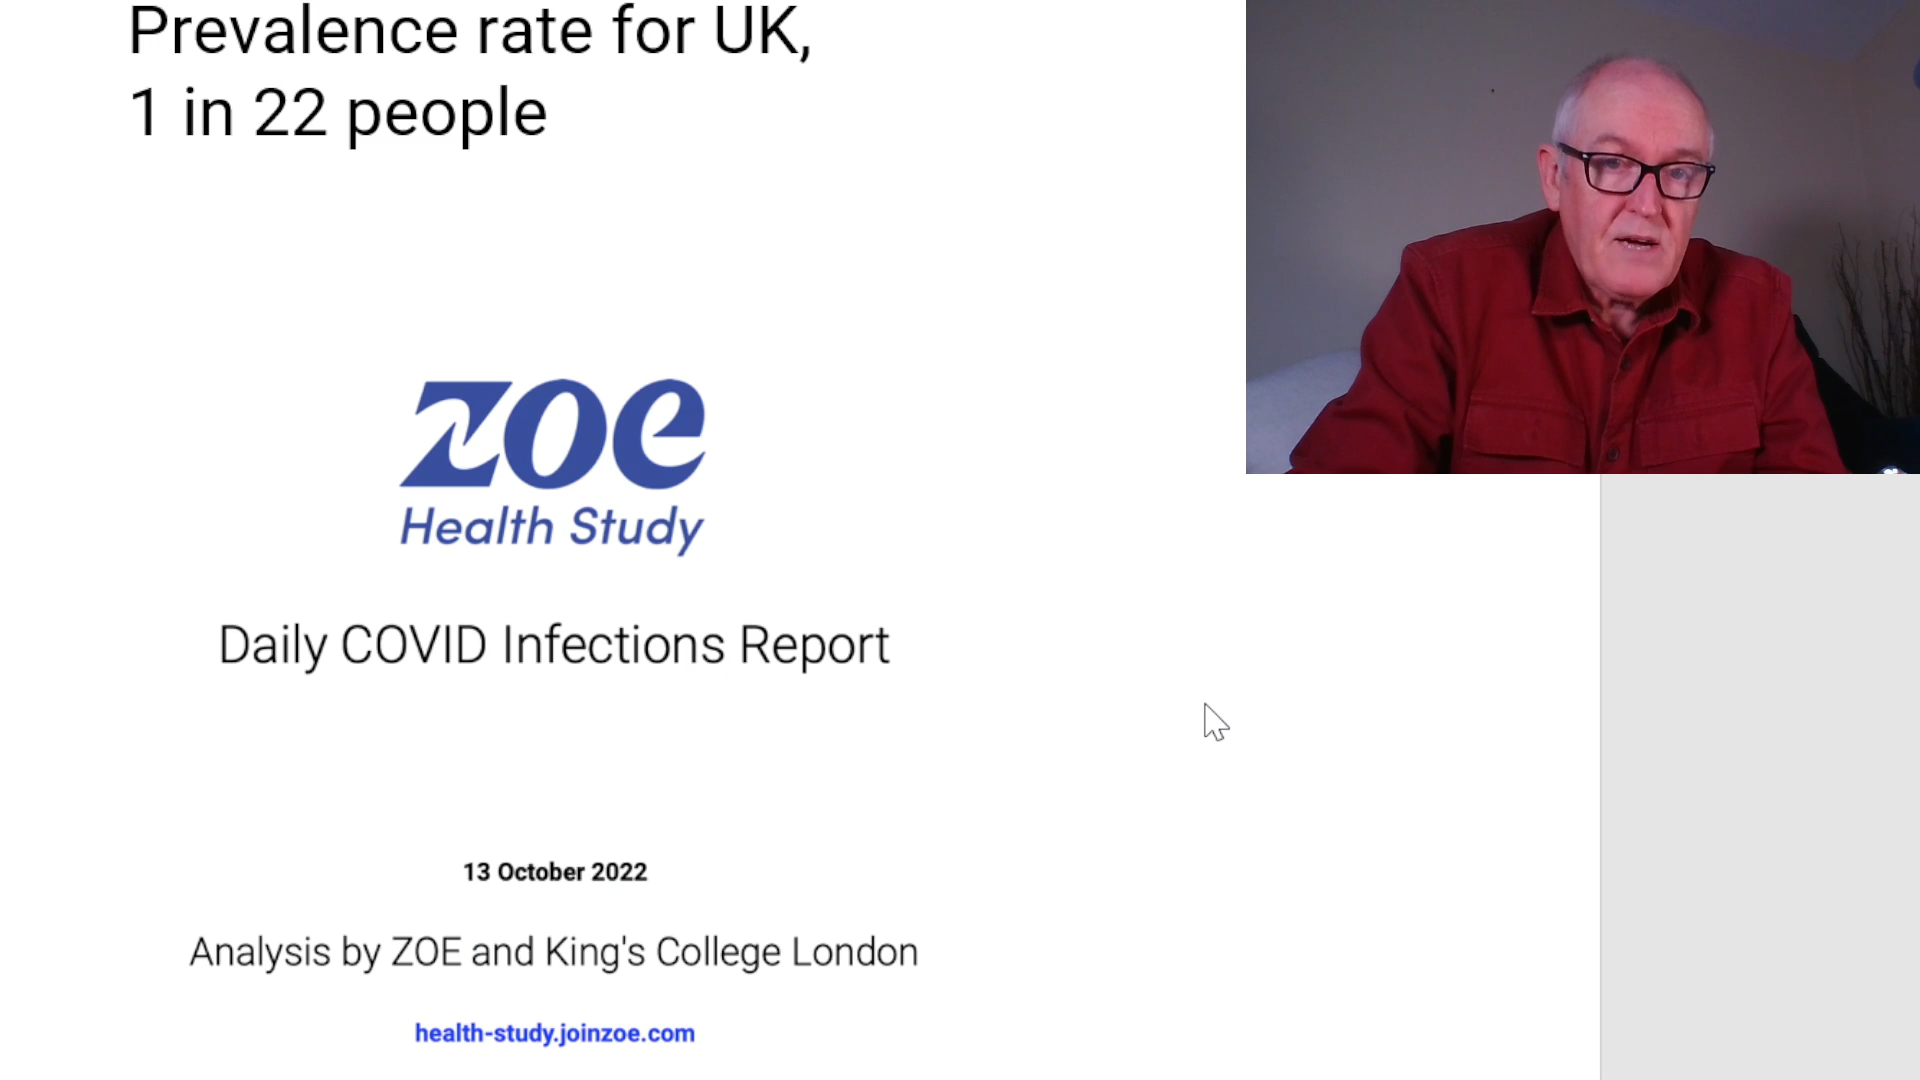 Prevalence rate for UK,
1 in 22 people
zoe
Health Study
Daily COVID Infections Report
13 October 2022
Analysis by ZOE and King's College London
health-study.joinzoe.com